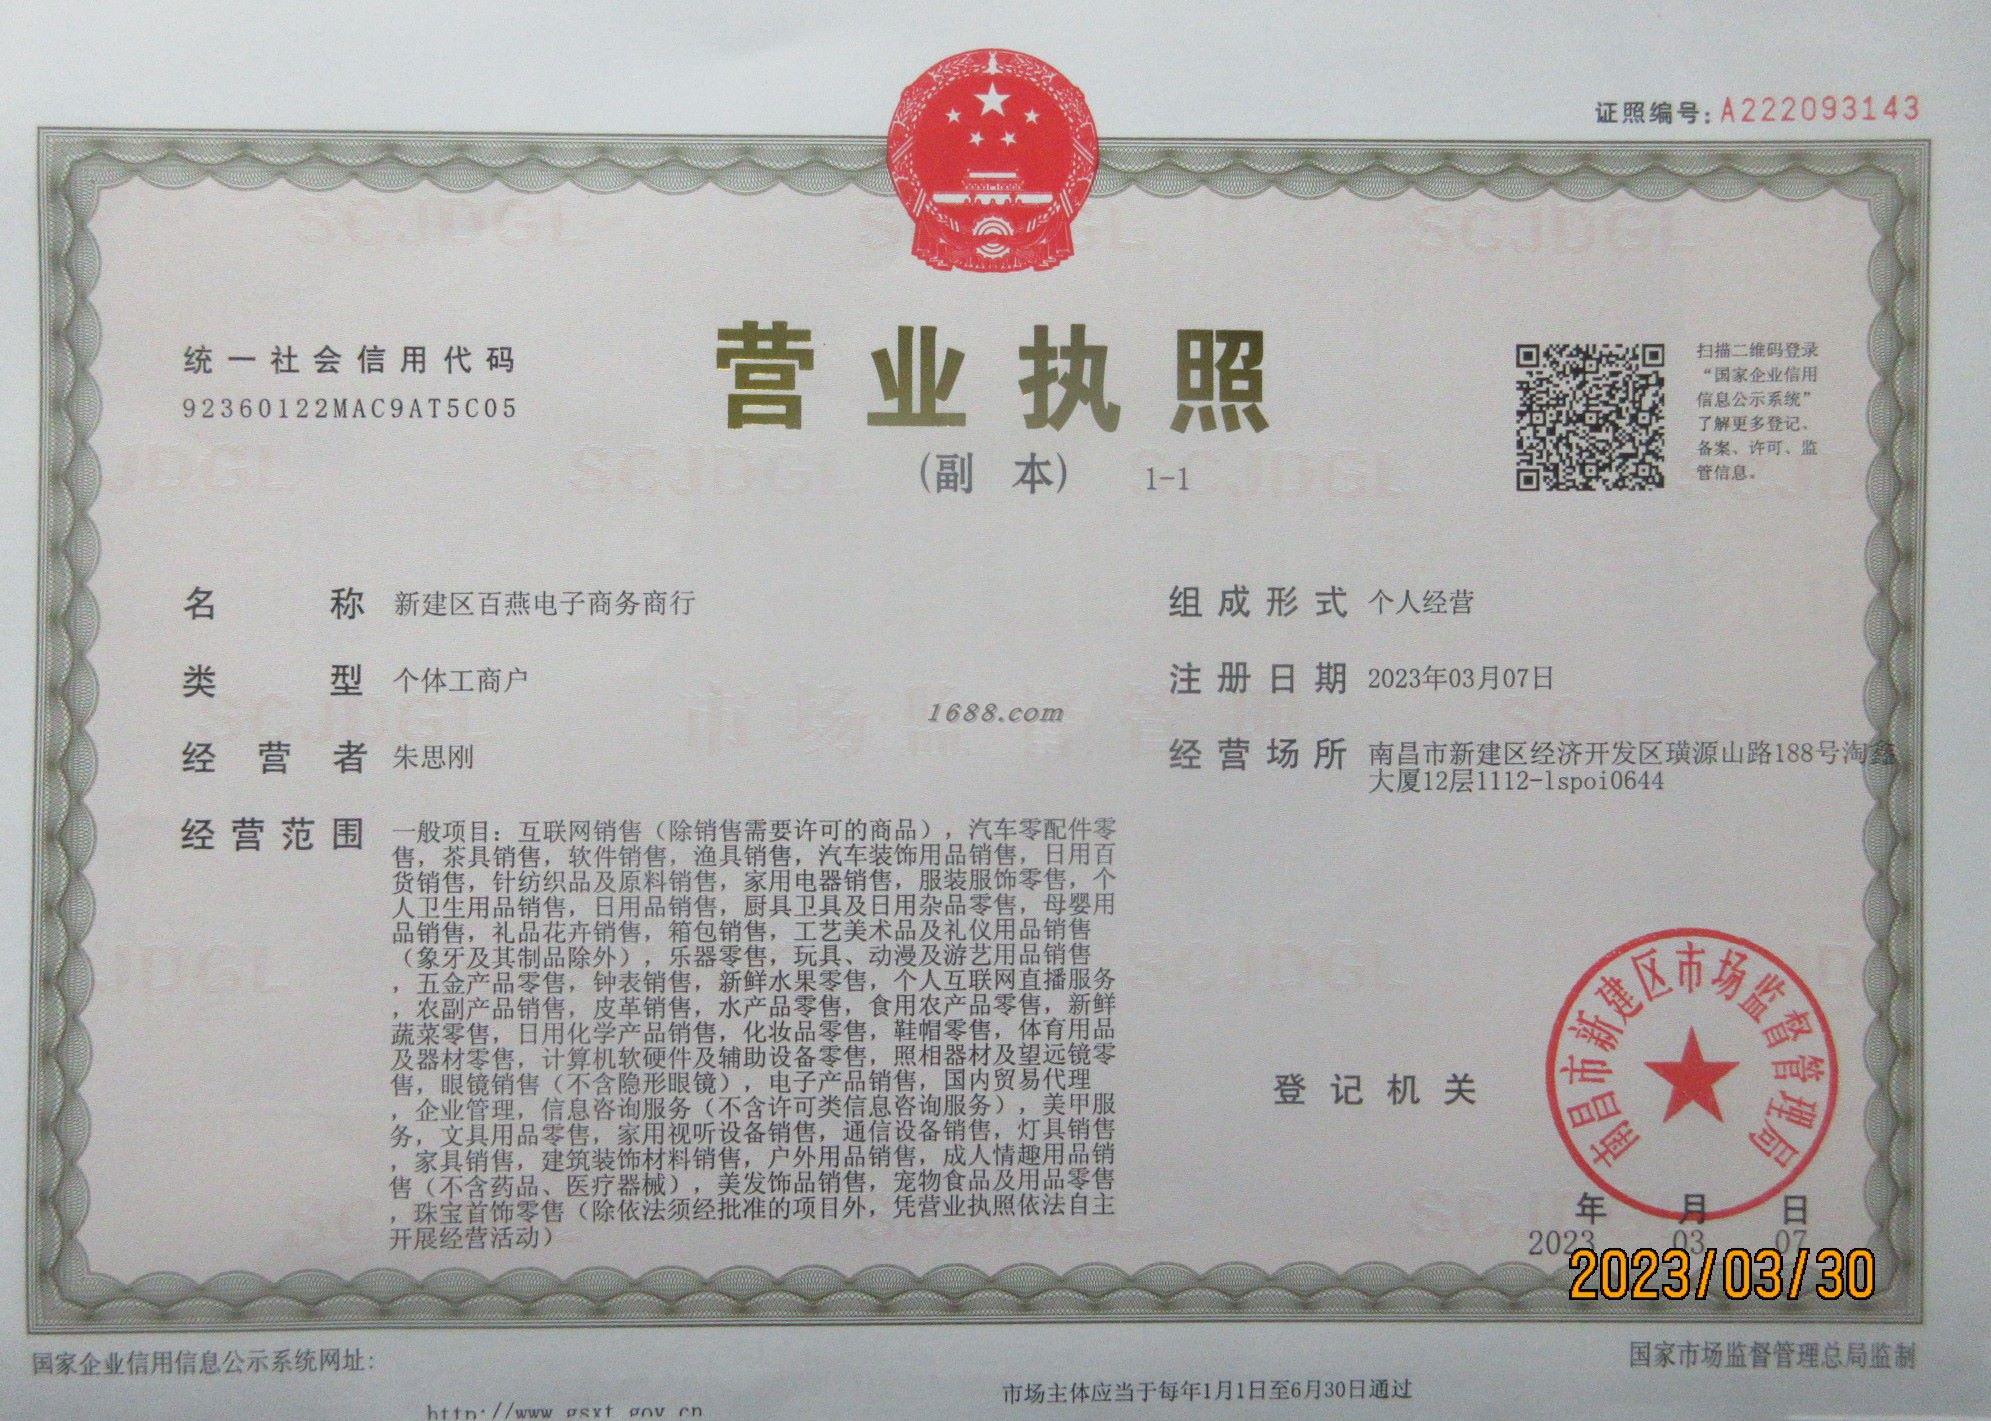 证照编号:A222093143
统一社会信用代码
92360122MAC9AT5C05
营业执照
(副 本) 1-1
扫描二维码登录
“国家企业信用
信息公示系统”
了解更多登记、
备案、许可、监
管信息。
名 称 新建区百燕电子商务商行
类 型 个体工商户
经 营 者 朱思刚
经营范围 一般项目：互联网销售（除销售需要许可的商品），汽车零配件零
售，茶具销售，软件销售，渔具销售，汽车装饰用品销售，日用百
货销售，针纺织品及原料销售，家用电器销售，服装服饰零售，个
人卫生用品销售，日用品销售，厨具卫具及日用杂品零售，母婴用
品销售，礼品花卉销售，箱包销售，工艺美术品及礼仪用品销售
（象牙及其制品除外），乐器零售，玩具、动漫及游艺用品销售
，五金产品零售，钟表销售，新鲜水果零售，个人互联网直播服务
，农副产品销售，皮革销售，水产品零售，食用农产品零售，新鲜
蔬菜零售，日用化学产品销售，化妆品零售，鞋帽零售，体育用品
及器材零售，计算机软硬件及辅助设备零售，照相器材及望远镜零
售，眼镜销售（不含隐形眼镜），电子产品销售，国内贸易代理
，企业管理，信息咨询服务（不含许可类信息咨询服务），美甲服
务，文具用品零售，家用视听设备销售，通信设备销售，灯具销售
，家具销售，建筑装饰材料销售，户外用品销售，成人情趣用品销
售（不含药品、医疗器械），美发饰品销售，宠物食品及用品零售
，珠宝首饰零售（除依法须经批准的项目外，凭营业执照依法自主
开展经营活动）
组成形式 个人经营
注册日期 2023年03月07日
经营场所 南昌市新建区经济开发区璜源山路188号淘鑫
大厦12层1112-lspoi0644
1688.com
登记机关
南昌市新建区市场监督管理局
年 月 日
2023 03 07
2023/03/30
国家企业信用信息公示系统网址:
http://www.gsxt.gov.cn
市场主体应当于每年1月1日至6月30日通过
国家市场监督管理总局监制